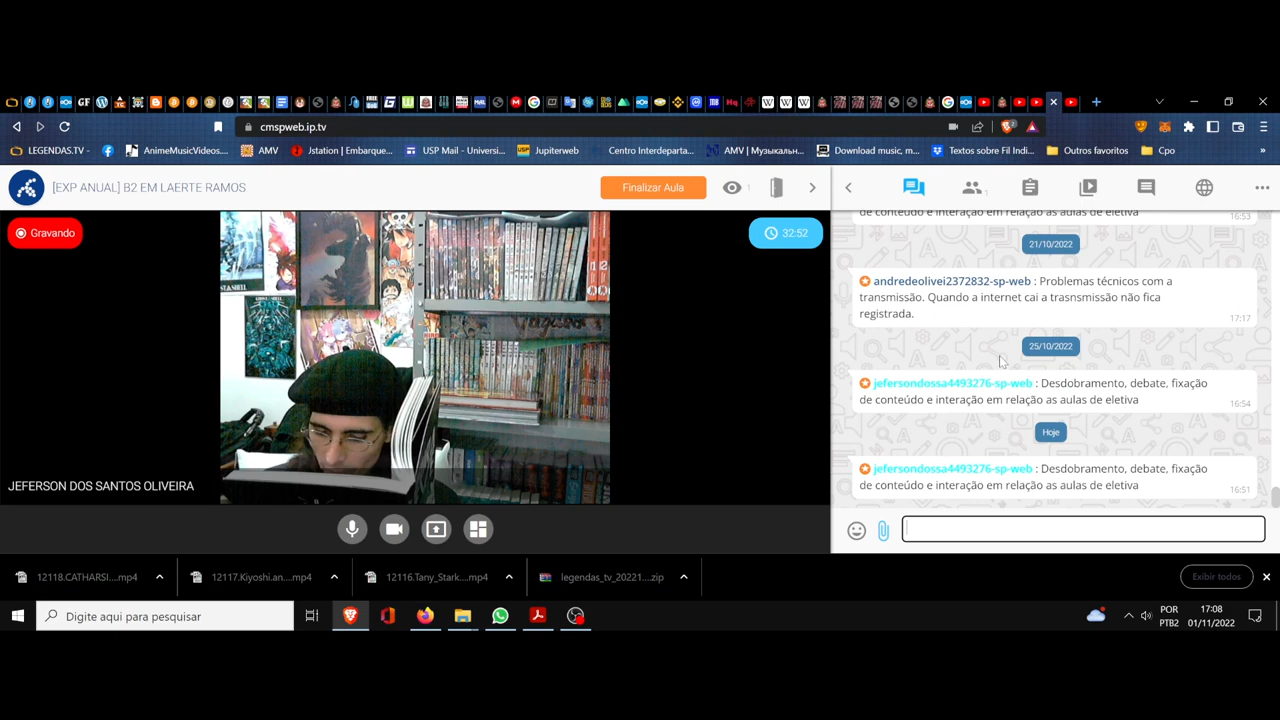 cmspweb.ip.tv
2
LEGENDAS.TV -
AnimeMusicVideos...
AMV
Jstation | Embarque...
USP Mail - Universi...
Jupiterweb
Centro Interdeparta...
AMV | Музыкальн...
Download music, m...
Textos sobre Fil Indi...
Outros favoritos
Cpo
»
[EXP ANUAL] B2 EM LAERTE RAMOS
Finalizar Aula
1
1
Gravando
32:52
JEFERSON DOS SANTOS OLIVEIRA
de conteúdo e interação em relação as aulas de eletiva
16:53
21/10/2022
andredeolivei2372832-sp-web : Problemas técnicos com a
transmissão. Quando a internet cai a trasnmissão não fica
registrada.
17:17
25/10/2022
jefersondossa4493276-sp-web : Desdobramento, debate, fixação
de conteúdo e interação em relação as aulas de eletiva
16:54
Hoje
jefersondossa4493276-sp-web : Desdobramento, debate, fixação
de conteúdo e interação em relação as aulas de eletiva
16:51
12118.CATHARSI....mp4
12117.Kiyoshi.an....mp4
12116.Tany_Stark....mp4
legendas_tv_20221....zip
Exibir todos
Digite aqui para pesquisar
POR
PTB2
17:08
01/11/2022